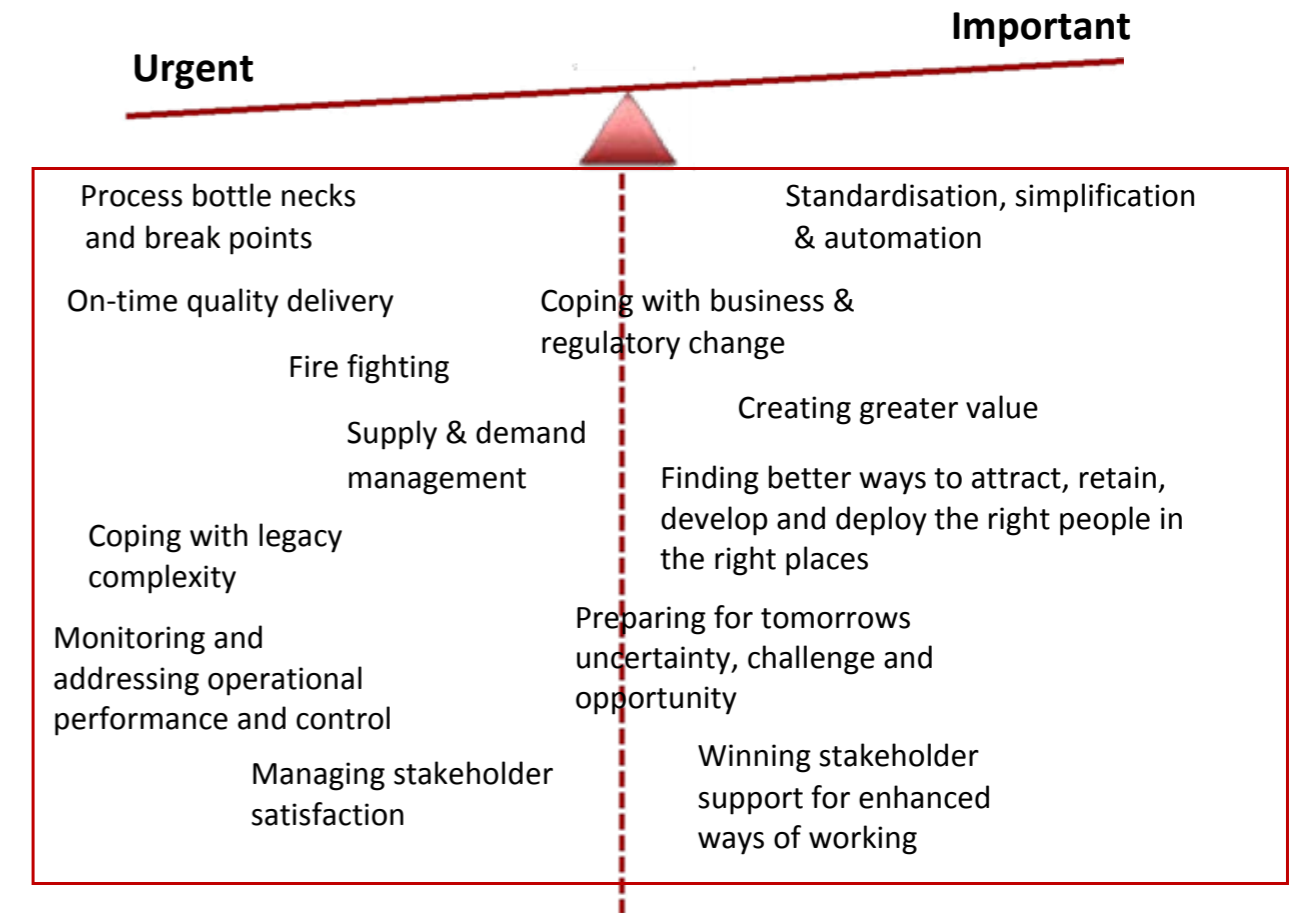 Important
Urgent
Process bottle necks
and break points
Standardisation, simplification
& automation
On-time quality delivery
Coping with business &
regulatory change
Fire fighting
Creating greater value
Supply & demand
management
Finding better ways to attract, retain,
develop and deploy the right people in
the right places
Coping with legacy
complexity
Preparing for tomorrows
uncertainty, challenge and
opportunity
Monitoring and
addressing operational
performance and control
Winning stakeholder
support for enhanced
ways of working
Managing stakeholder
satisfaction